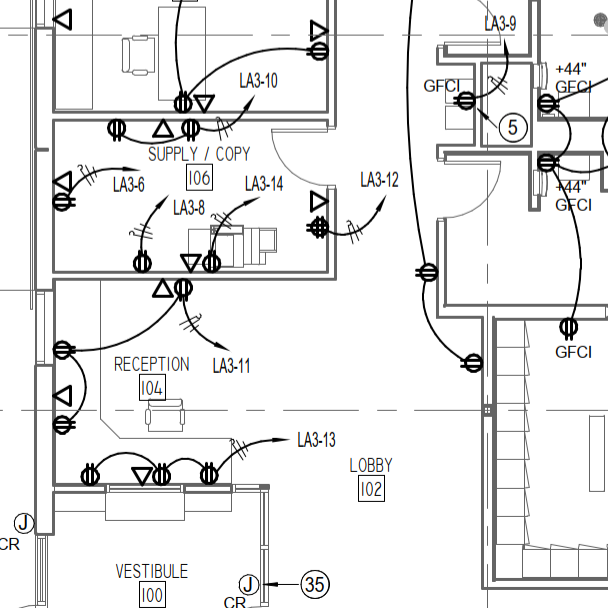 LA3-9
+44"
GFCI
GFCI
LA3-10
5
SUPPLY / COPY
106
LA3-6
LA3-14
LA3-12
LA3-8
+44"
GFCI
GFCI
RECEPTION
104
LA3-11
LA3-13
LOBBY
102
J
CR
VESTIBULE
100
J
35
CR